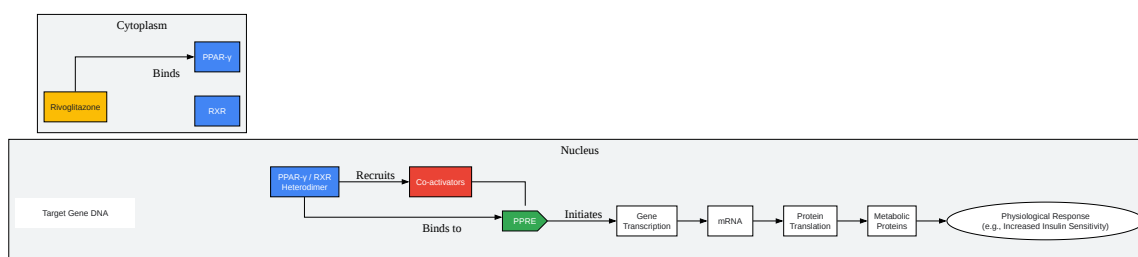 Cytoplasm
PPAR-γ
Binds
Rivoglitazone
RXR
Nucleus
PPAR-γ / RXR
Heterodimer
Recruits
Co-activators
Target Gene DNA
Binds to
PPRE
Initiates
Gene
Transcription
mRNA
Protein
Translation
Metabolic
Proteins
Physiological Response
(e.g., Increased Insulin Sensitivity)